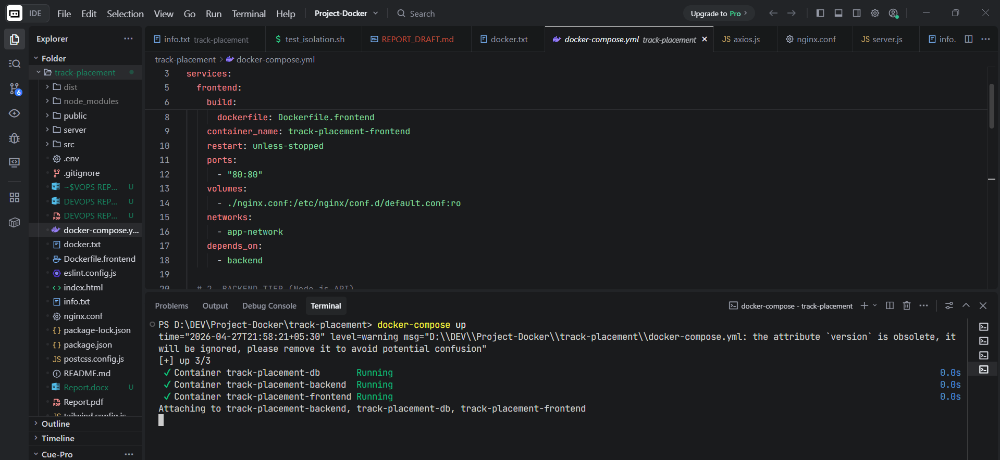 IDE File Edit Selection View Go Run Terminal Help Project-Docker Search Upgrade to Pro
Explorer
Folder
track-placement
dist
node_modules
public
server
src
.env
.gitignore
~$VOPS REP... U
DEVOPS REP... U
DEVOPS REP... U
docker-compose.y...
docker.txt
Dockerfile.frontend
eslint.config.js
index.html
info.txt
nginx.conf
package-lock.json
package.json
postcss.config.js
README.md
Report.docx U
Report.pdf
tailwind.config.js
Outline
Timeline
Cue-Pro
6
info.txt track-placement
test_isolation.sh
REPORT_DRAFT.md
docker.txt
docker-compose.yml track-placement
axios.js
nginx.conf
server.js
info.
track-placement > docker-compose.yml
3 services:
5 frontend:
6 build:
8 dockerfile: Dockerfile.frontend
9 container_name: track-placement-frontend
10 restart: unless-stopped
11 ports:
12 - "80:80"
13 volumes:
14 - ./nginx.conf:/etc/nginx/conf.d/default.conf:ro
15 networks:
16 - app-network
17 depends_on:
18 - backend
19
20 # 2. BACKEND TIER (Node.js API)
Problems Output Debug Console Terminal docker-compose - track-placement
PS D:\DEV\Project-Docker\track-placement> docker-compose up
time="2026-04-27T21:58:21+05:30" level=warning msg="D:\\DEV\\Project-Docker\\track-placement\\docker-compose.yml: the attribute `version` is obsolete, it
will be ignored, please remove it to avoid potential confusion"
[+] up 3/3
✓ Container track-placement-db Running 0.0s
✓ Container track-placement-backend Running 0.0s
✓ Container track-placement-frontend Running 0.0s
Attaching to track-placement-backend, track-placement-db, track-placement-frontend